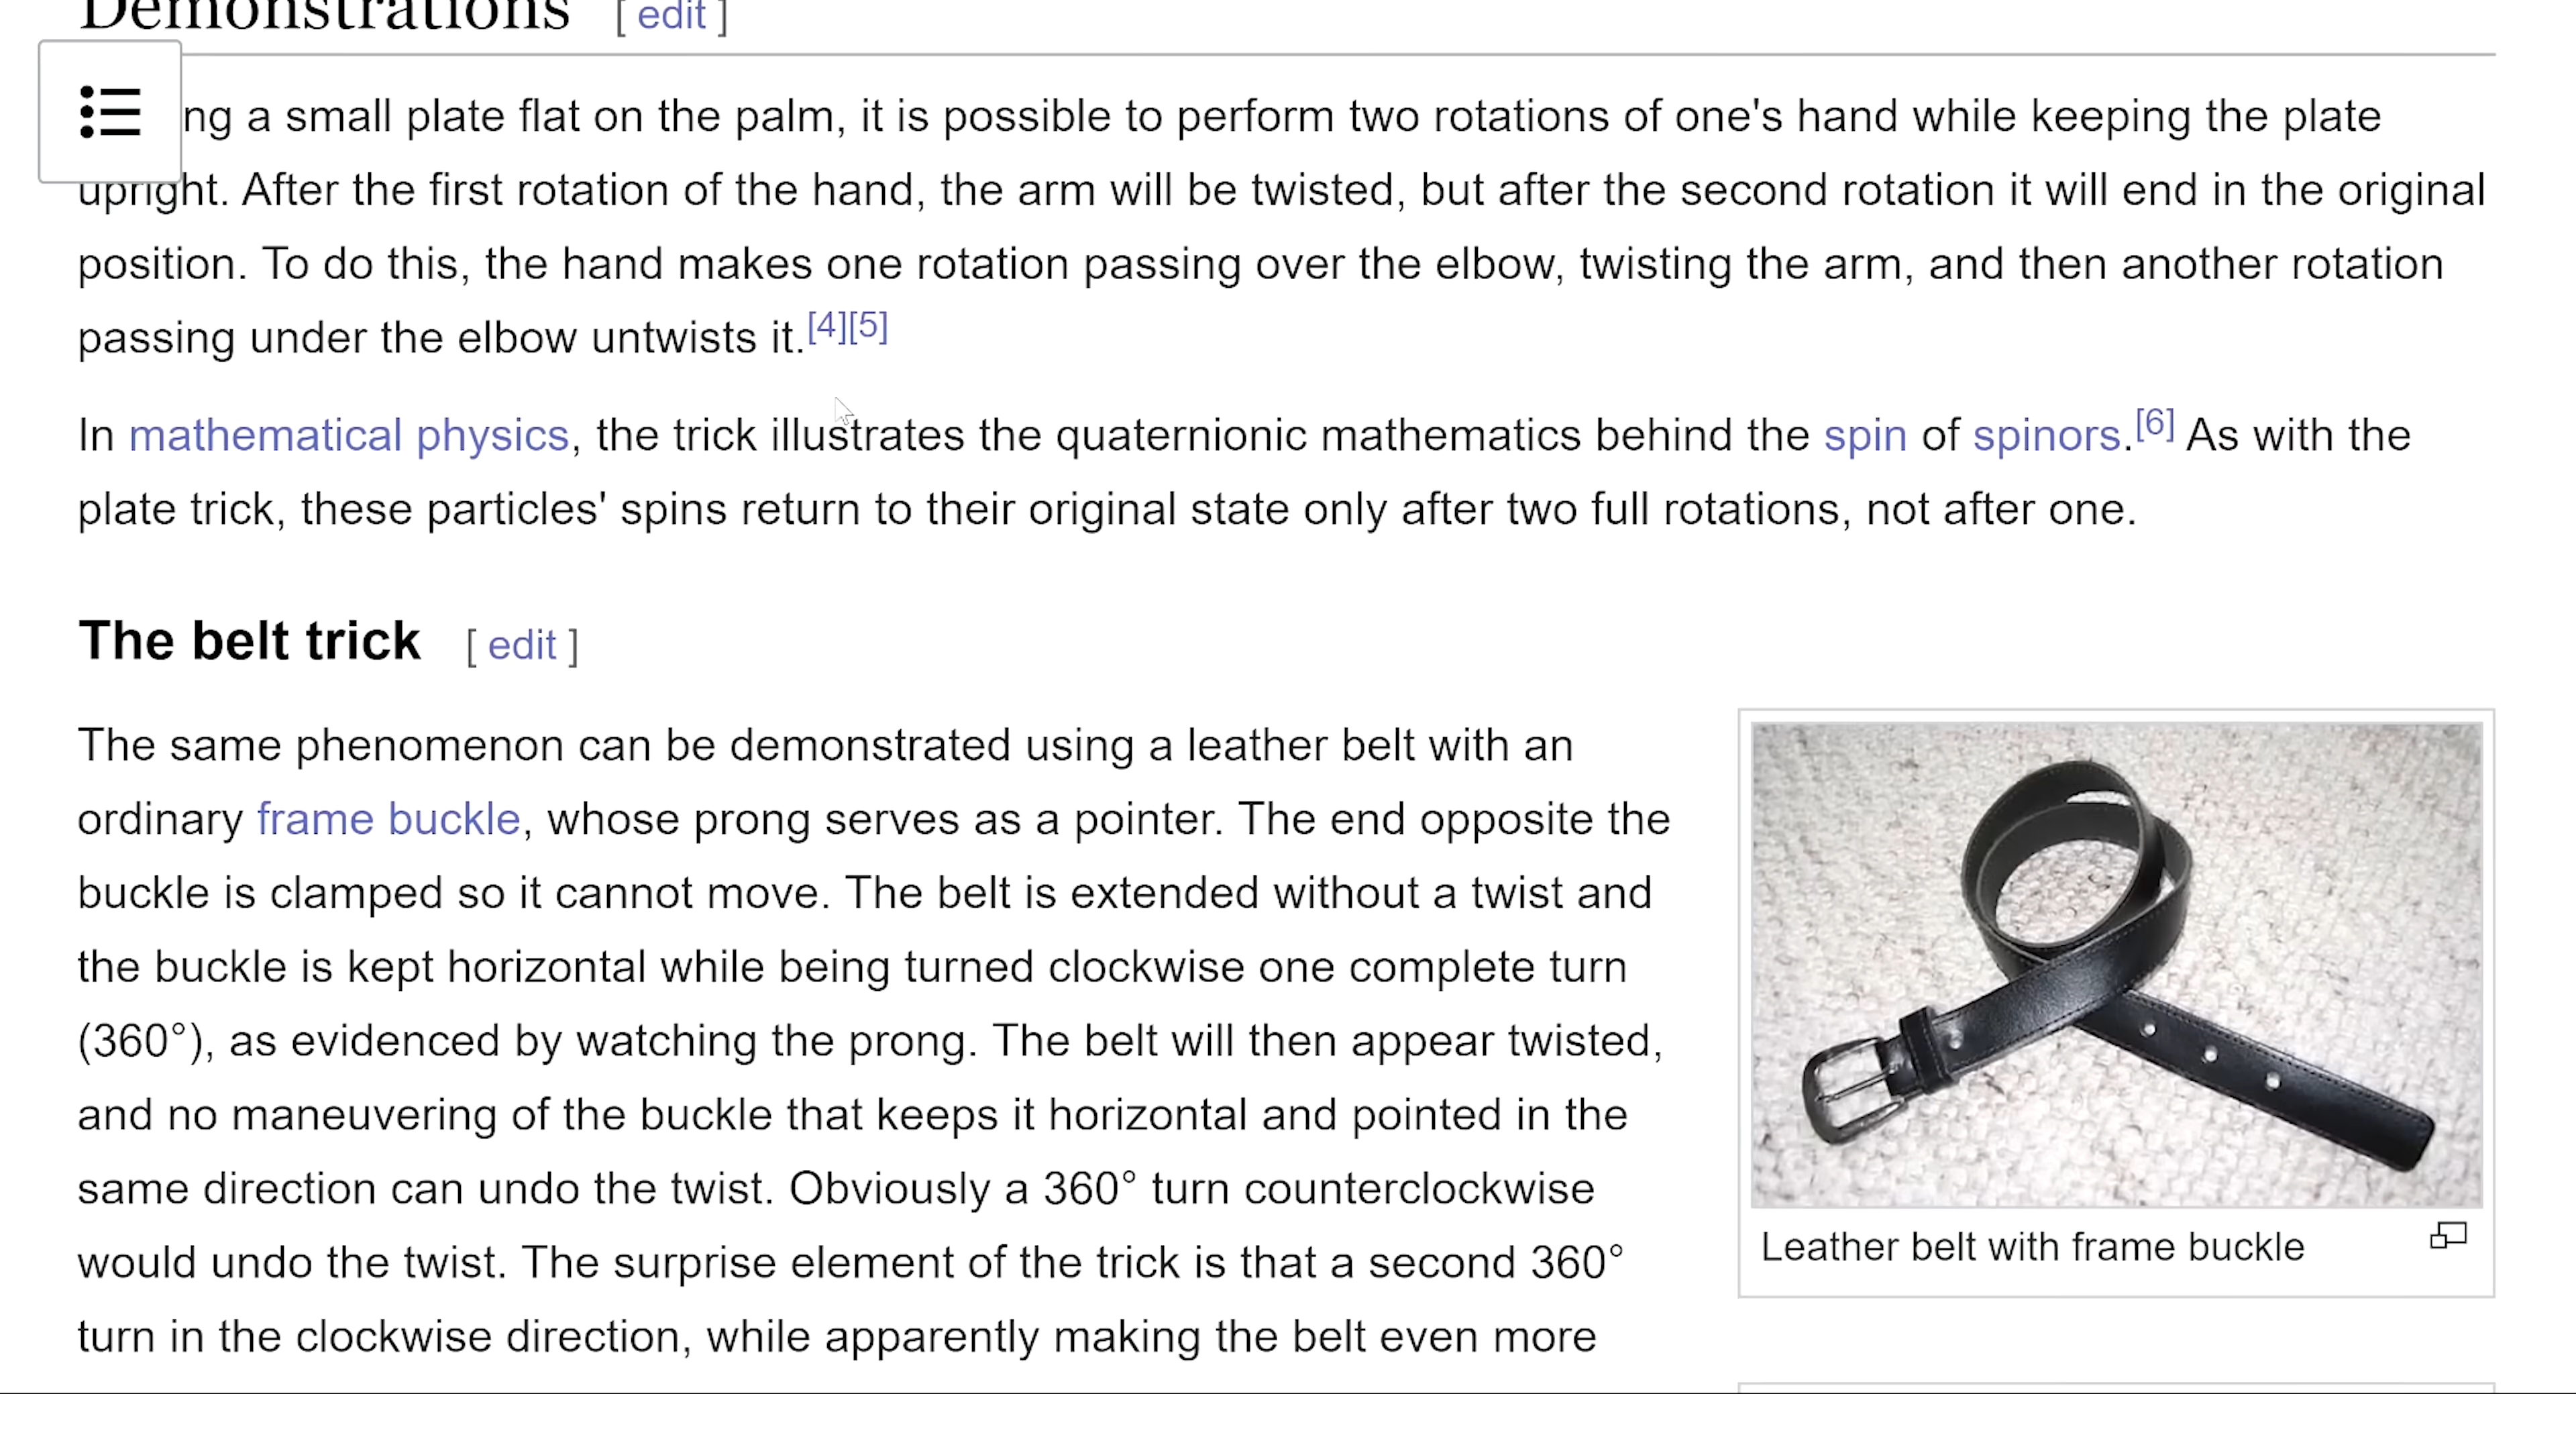 Demonstrations [ edit ]
ng a small plate flat on the palm, it is possible to perform two rotations of one's hand while keeping the plate
upright. After the first rotation of the hand, the arm will be twisted, but after the second rotation it will end in the original
position. To do this, the hand makes one rotation passing over the elbow, twisting the arm, and then another rotation
passing under the elbow untwists it.[4][5]
In mathematical physics, the trick illustrates the quaternionic mathematics behind the spin of spinors.[6] As with the
plate trick, these particles' spins return to their original state only after two full rotations, not after one.
The belt trick [ edit ]
The same phenomenon can be demonstrated using a leather belt with an
ordinary frame buckle, whose prong serves as a pointer. The end opposite the
buckle is clamped so it cannot move. The belt is extended without a twist and
the buckle is kept horizontal while being turned clockwise one complete turn
(360°), as evidenced by watching the prong. The belt will then appear twisted,
and no maneuvering of the buckle that keeps it horizontal and pointed in the
same direction can undo the twist. Obviously a 360° turn counterclockwise
would undo the twist. The surprise element of the trick is that a second 360°
turn in the clockwise direction, while apparently making the belt even more
Leather belt with frame buckle